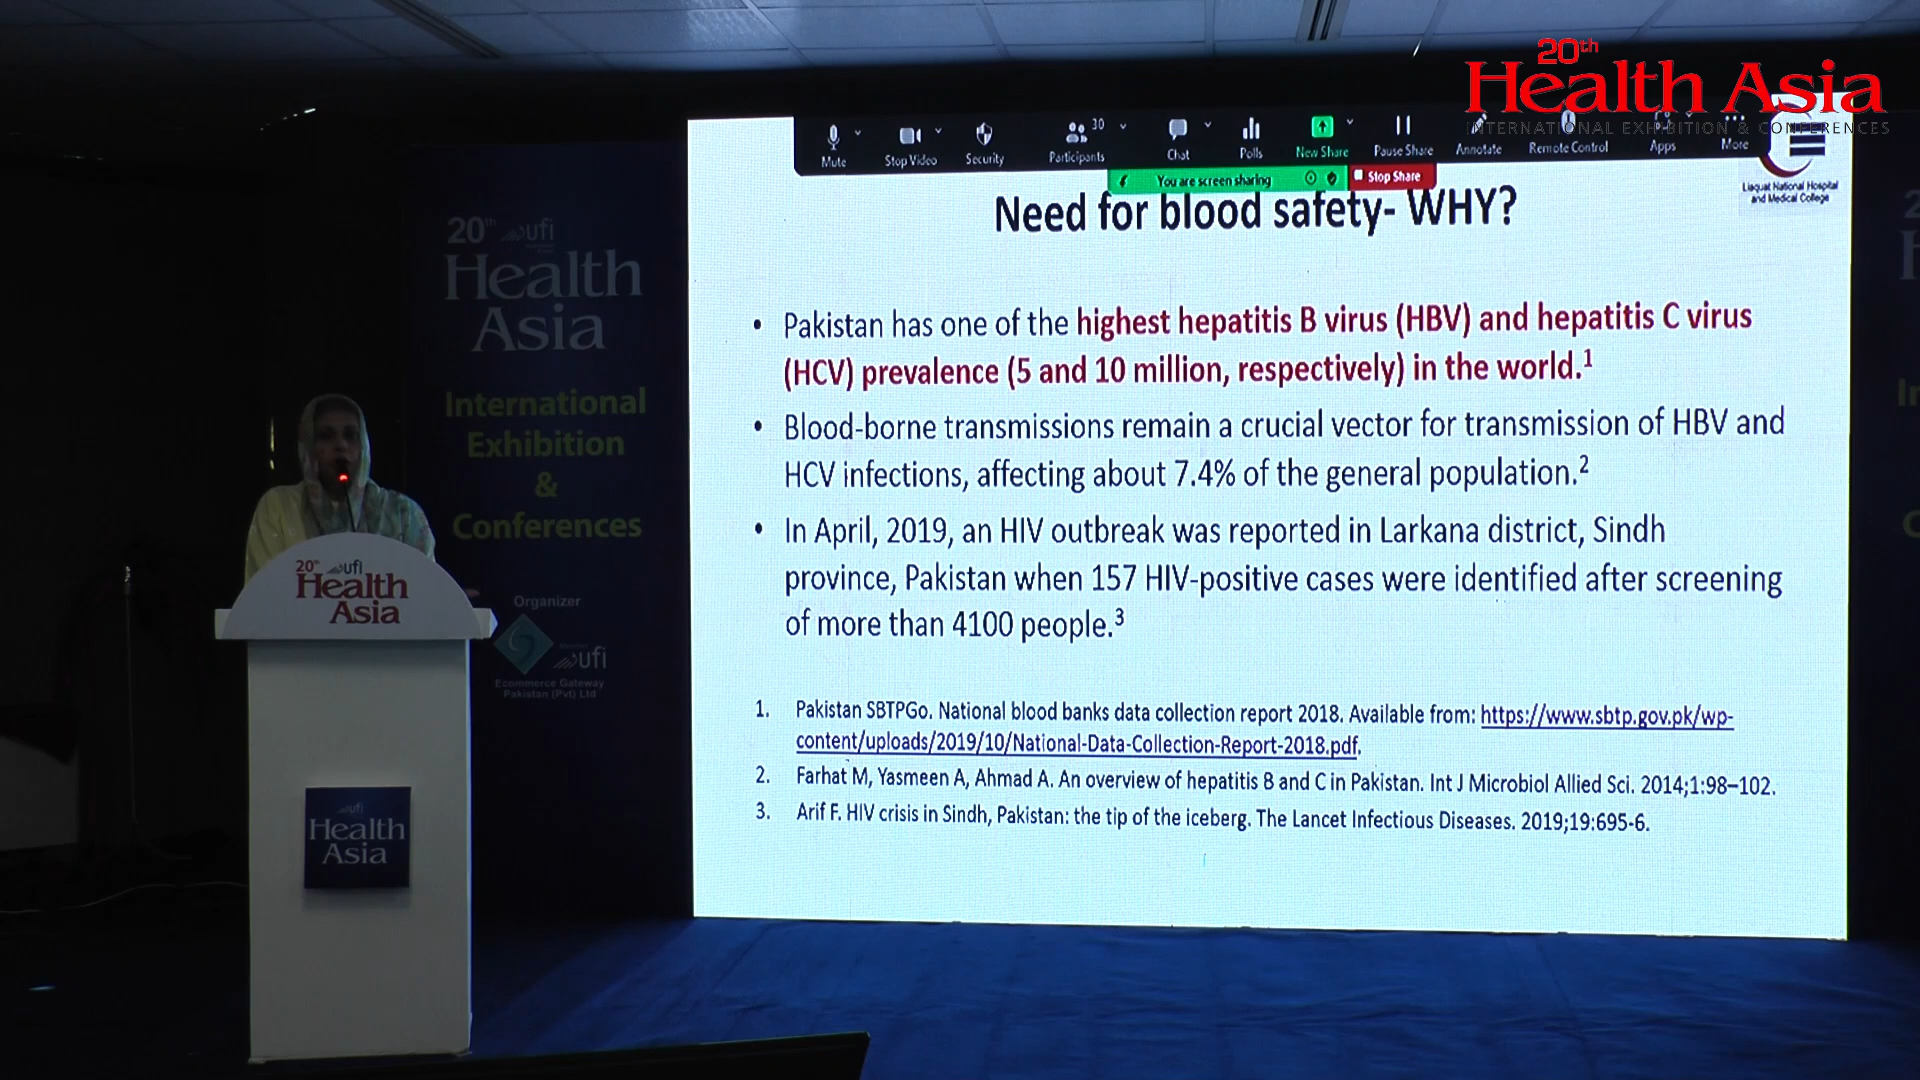 20th
Health Asia
INTERNATIONAL EXHIBITION & CONFERENCES
Mute
Stop Video
Security
30
Participants
Chat
Polls
New Share
Pause Share
Annotate
Remote Control
Apps
More
You are screen sharing
Stop Share
Liaquat National Hospital
and Medical College
Need for blood safety- WHY?
• Pakistan has one of the highest hepatitis B virus (HBV) and hepatitis C virus
(HCV) prevalence (5 and 10 million, respectively) in the world.1
• Blood-borne transmissions remain a crucial vector for transmission of HBV and
HCV infections, affecting about 7.4% of the general population.2
• In April, 2019, an HIV outbreak was reported in Larkana district, Sindh
province, Pakistan when 157 HIV-positive cases were identified after screening
of more than 4100 people.3
1. Pakistan SBTPGo. National blood banks data collection report 2018. Available from: https://www.sbtp.gov.pk/wp-
content/uploads/2019/10/National-Data-Collection-Report-2018.pdf.
2. Farhat M, Yasmeen A, Ahmad A. An overview of hepatitis B and C in Pakistan. Int J Microbiol Allied Sci. 2014;1:98–102.
3. Arif F. HIV crisis in Sindh, Pakistan: the tip of the iceberg. The Lancet Infectious Diseases. 2019;19:695-6.
20th ufi
Health
Asia
International
Exhibition
&
Conferences
Organizer
ufi
Ecommerce Gateway
Pakistan (Pvt) Ltd
20th ufi
Health
Asia
ufi
Health
Asia